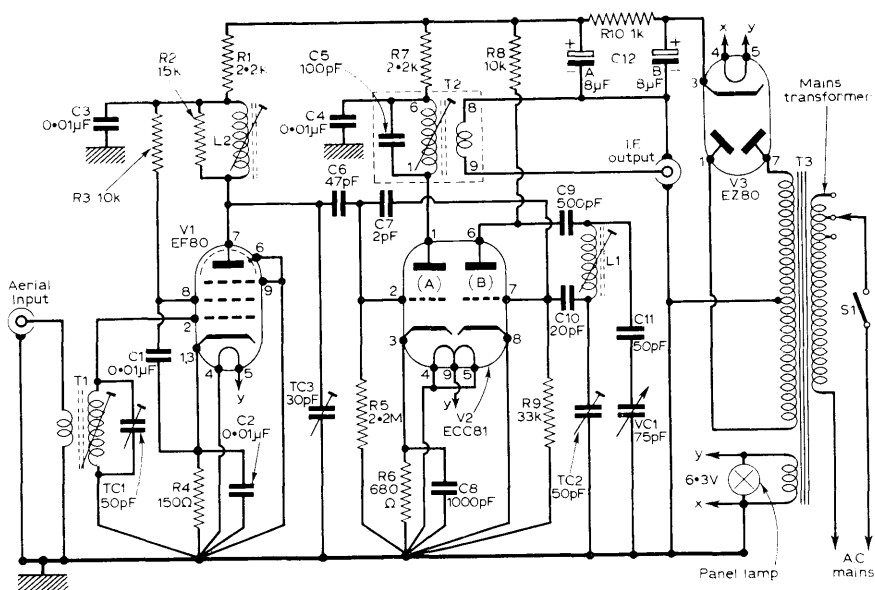 R2
15k
R1
2·2k
C5
100pF
R7
2·2k
R8
10k
R10 1k
C12
A
8µF
B
8µF
x
y
4
5
3
Mains
transformer
C3
0·01µF
L2
C4
0·01µF
T2
6
8
1
9
I.F.
output
1
7
T3
V3
EZ80
R3 10k
C6
47pF
C7
2pF
C9
500pF
V1
EF80
7
6
9
8
2
1,3
4
5
y
1
6
(A)
(B)
2
7
3
8
4
9
5
y
L1
C10
20pF
C11
50pF
S1
Aerial
Input
C1
0·01µF
T1
TC1
50pF
C2
0·01µF
R4
150Ω
TC3
30pF
R5
2·2M
R6
680
Ω
C8
1000pF
V2
ECC81
R9
33k
TC2
50pF
VC1
75pF
y
6·3V
x
Panel lamp
A.C
mains